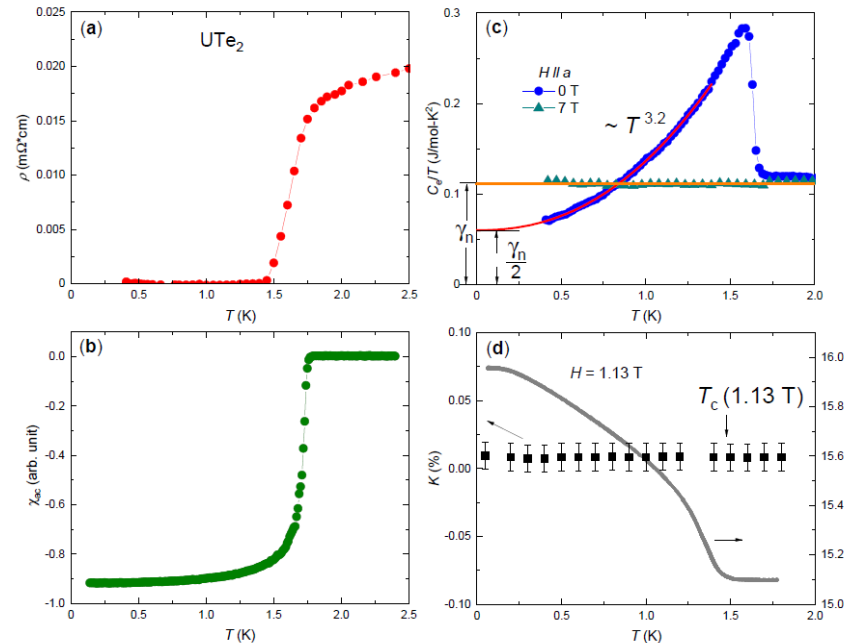 (a)
UTe2
0.025
0.020
0.015
0.010
0.005
0
ρ (mΩ*cm)
0.0
0.5
1.0
1.5
2.0
2.5
T (K)
(b)
0.0
-0.2
-0.4
-0.6
-0.8
-1.0
χac (arb. unit)
0.0
0.5
1.0
1.5
2.0
T (K)
(c)
H // a
0 T
7 T
~ T 3.2
0.3
0.2
0.1
0.0
Ce/T (J/mol-K2)
γn
γn
2
0.5
1.0
1.5
2.0
T (K)
(d)
H = 1.13 T
Tc (1.13 T)
0.10
0.05
0.00
-0.05
-0.10
K (%)
16.0
15.8
15.6
15.4
15.2
15.0
0.0
0.5
1.0
1.5
2.0
T (K)